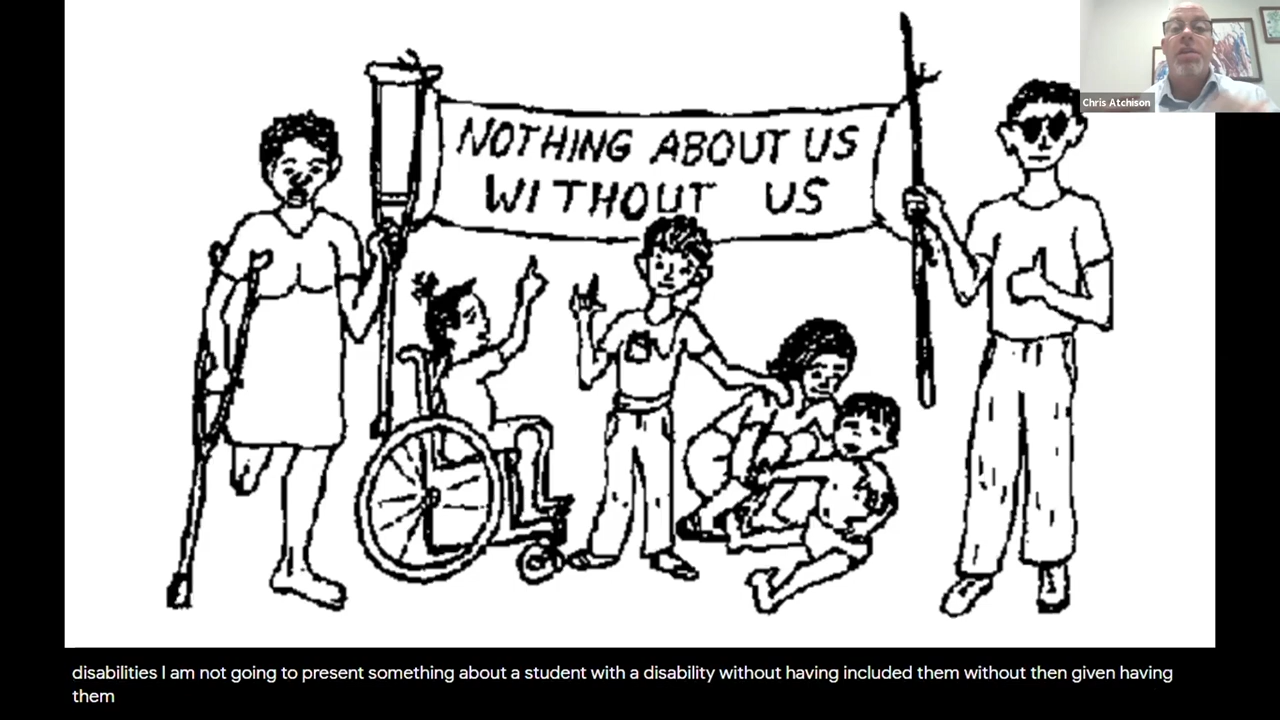 NOTHING ABOUT US
WITHOUT US
Chris Atchison
disabilities I am not going to present something about a student with a disability without having included them without then given having
them